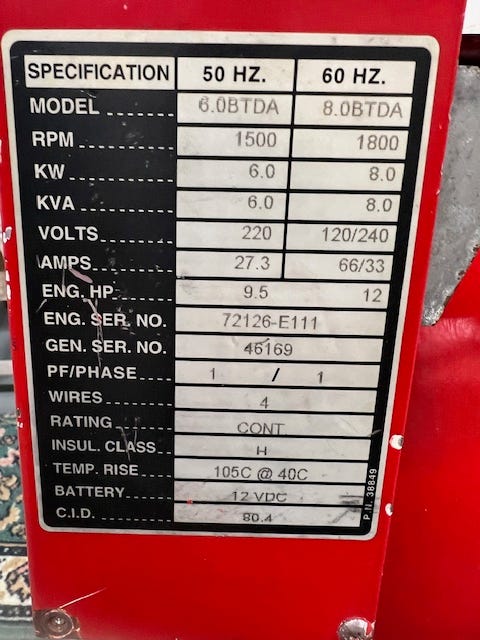 SPECIFICATION 50 HZ. 60 HZ.
MODEL 6.0BTDA 8.0BTDA
RPM 1500 1800
KW 6.0 8.0
KVA 6.0 8.0
VOLTS 220 120/240
AMPS 27.3 66/33
ENG. HP 9.5 12
ENG. SER. NO. 72126-E111
GEN. SER. NO. 46169
PF/PHASE 1 / 1
WIRES 4
RATING CONT.
INSUL. CLASS H
TEMP. RISE 105C @ 40C
BATTERY 12 VDC
C.I.D. 80.4
P.N. 38849